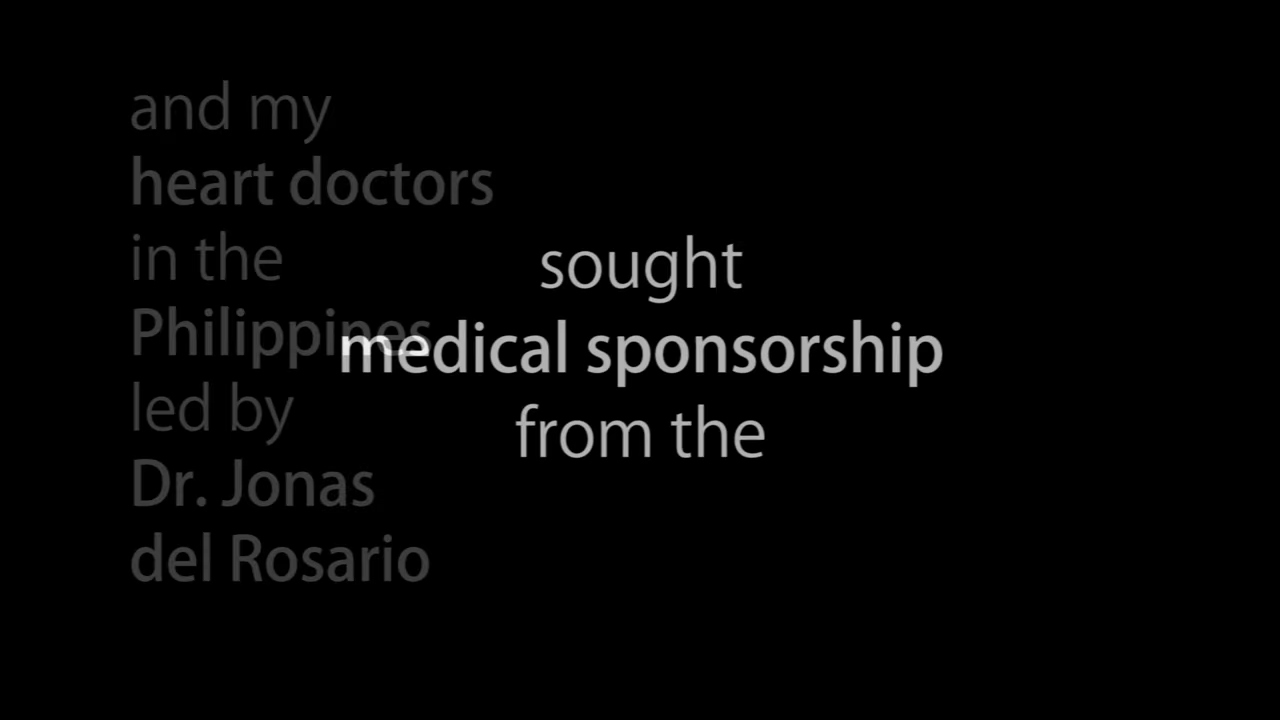 and my
heart doctors
in the
Philippines
led by
Dr. Jonas
del Rosario
sought
medical sponsorship
from the